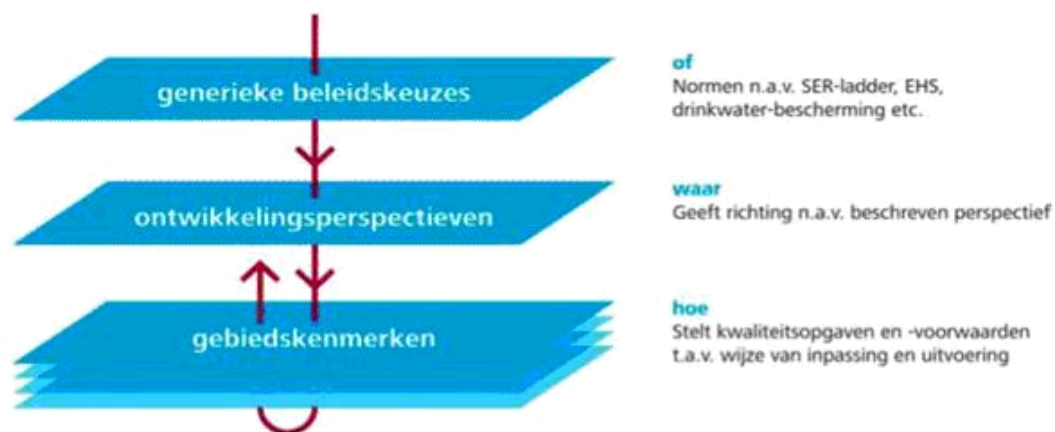 generieke beleidskeuzes
of
Normen n.a.v. SER-ladder, EHS,
drinkwater-bescherming etc.
ontwikkelingsperspectieven
waar
Geeft richting n.a.v. beschreven perspectief
gebiedskenmerken
hoe
Stelt kwaliteitsopgaven en -voorwaarden
t.a.v. wijze van inpassing en uitvoering